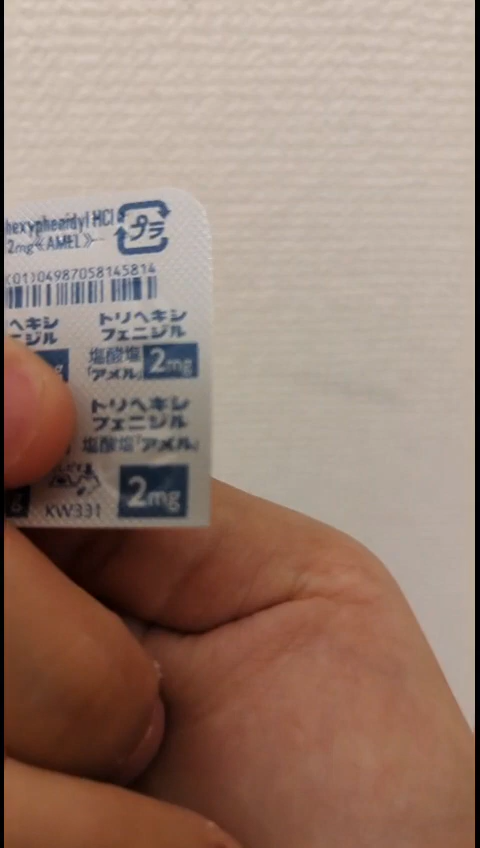 hexyphenidyl HCl
2mg《AMEL》
プラ
(01)04987058145814
ヘキシ
ニジル
トリヘキシ
フェニジル
塩酸塩
「アメル」
2mg
トリヘキシ
フェニジル
塩酸塩「アメル」
2mg
KW331